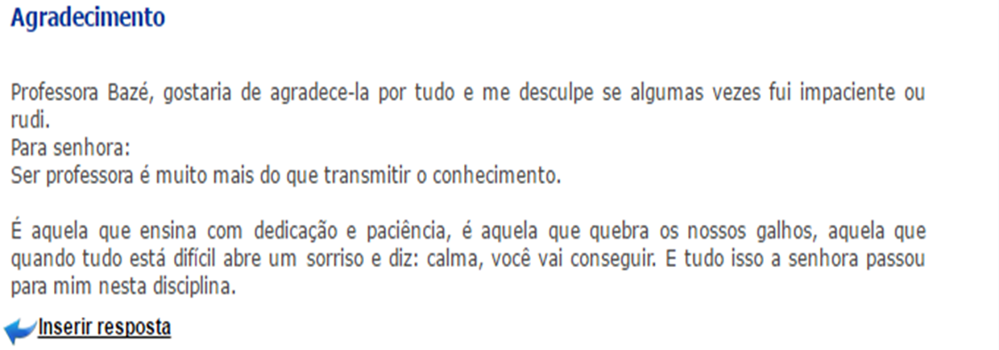 Agradecimento
Professora Bazé, gostaria de agradece-la por tudo e me desculpe se algumas vezes fui impaciente ou
rudi.
Para senhora:
Ser professora é muito mais do que transmitir o conhecimento.
É aquela que ensina com dedicação e paciência, é aquela que quebra os nossos galhos, aquela que
quando tudo está difícil abre um sorriso e diz: calma, você vai conseguir. E tudo isso a senhora passou
para mim nesta disciplina.
Inserir resposta